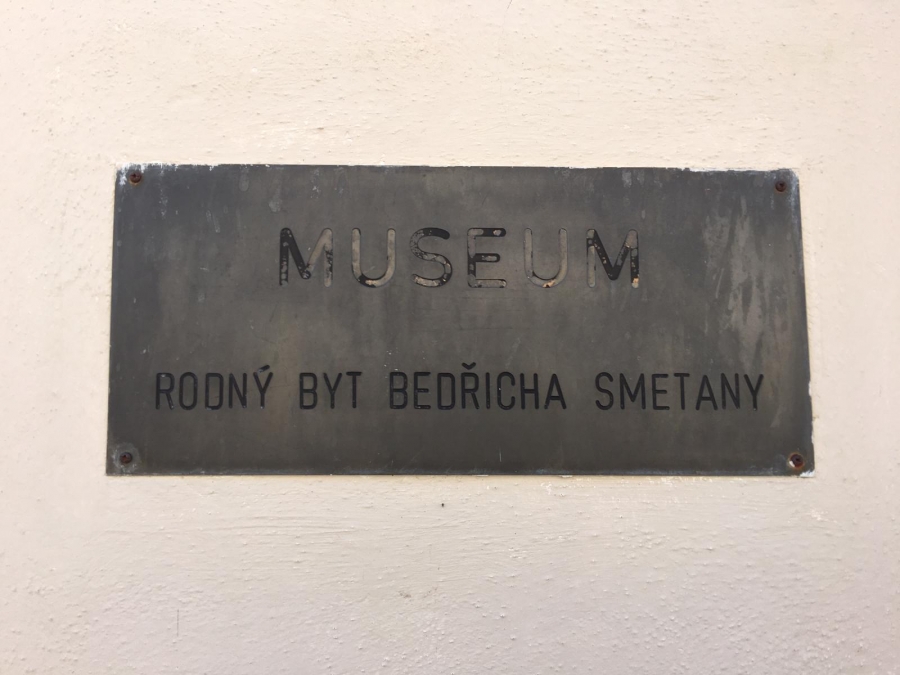 MUSEUM
RODNÝ BYT BEDŘICHA SMETANY